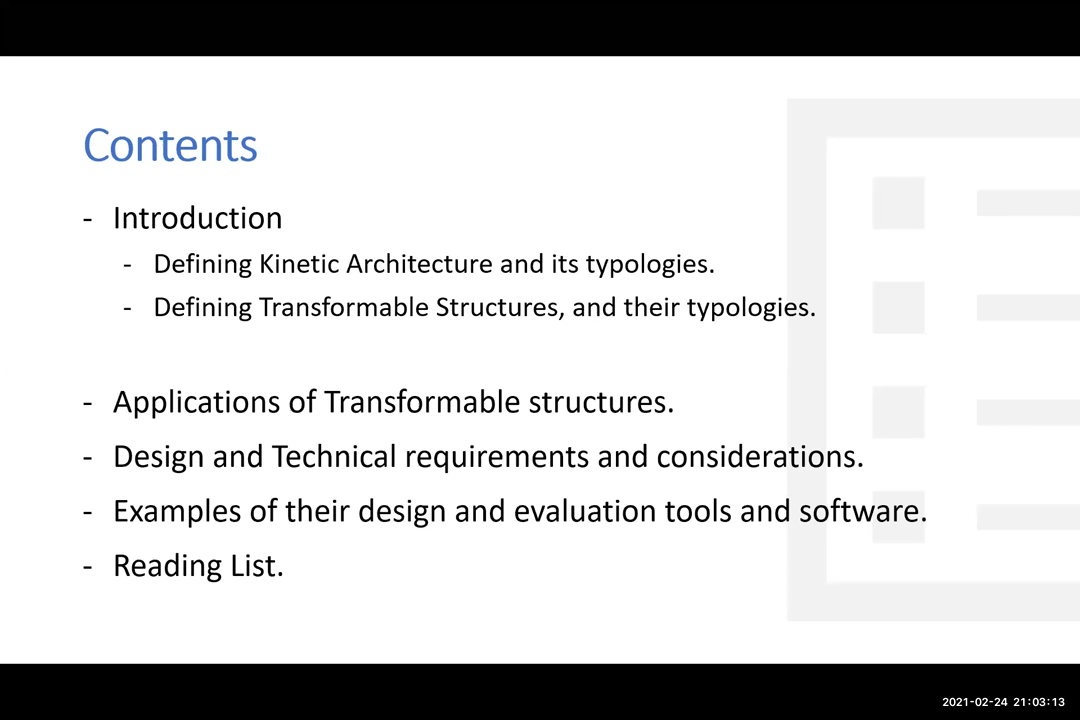 Contents
- Introduction
- Defining Kinetic Architecture and its typologies.
- Defining Transformable Structures, and their typologies.
- Applications of Transformable structures.
- Design and Technical requirements and considerations.
- Examples of their design and evaluation tools and software.
- Reading List.
2021-02-24 21:03:13